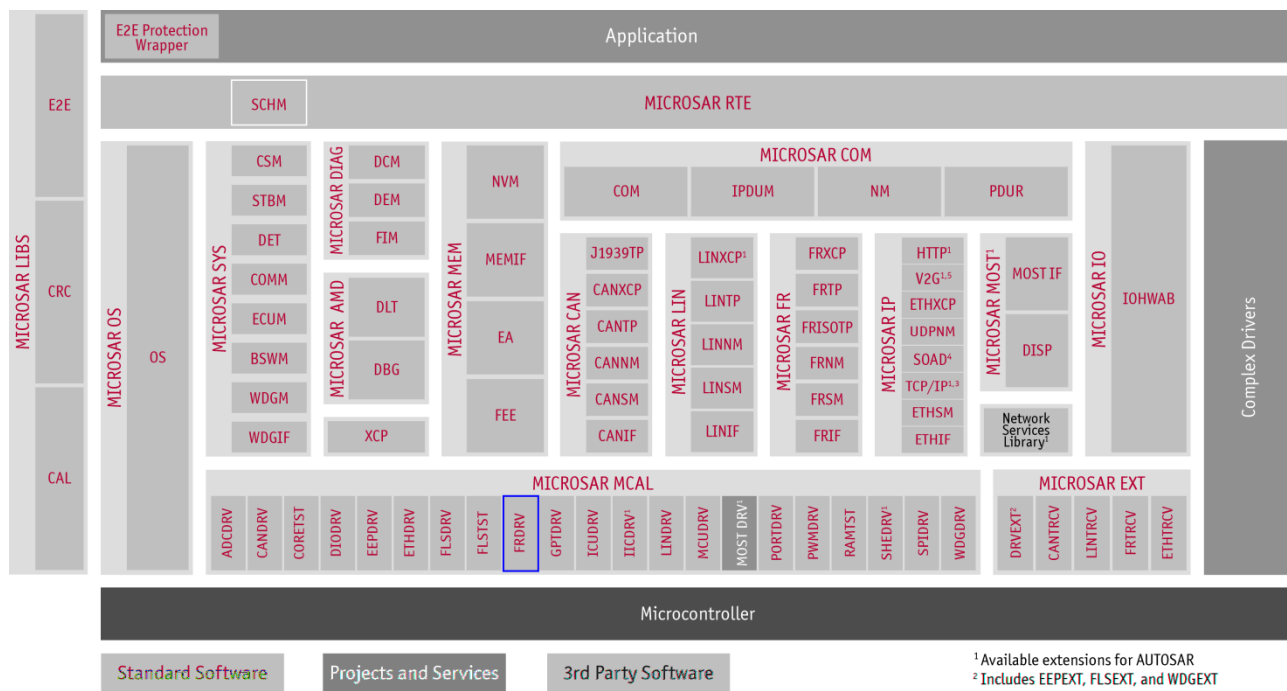 E2E Protection
Wrapper
Application
E2E
CRC
CAL
MICROSAR LIBS
SCHM
MICROSAR RTE
MICROSAR OS
OS
MICROSAR SYS
CSM
STBM
DET
COMM
ECUM
BSWM
WDGM
WDGIF
MICROSAR DIAG
DCM
DEM
FIM
MICROSAR AMD
DLT
DBG
XCP
MICROSAR MEM
NVM
MEMIF
EA
FEE
MICROSAR COM
COM
IPDUM
NM
PDUR
MICROSAR CAN
J1939TP
CANXCP
CANTP
CANNM
CANSM
CANIF
MICROSAR LIN
LINXCP¹
LINTP
LINNM
LINSM
LINIF
MICROSAR FR
FRXCP
FRTP
FRISOTP
FRNM
FRSM
FRIF
MICROSAR IP
HTTP¹
V2G¹,⁵
ETHXCP
UDPNM
SOAD⁴
TCP/IP¹,³
ETHSM
ETHIF
MICROSAR MOST¹
MOST IF
DISP
Network
Services
Library¹
MICROSAR IO
IOHWAB
Complex Drivers
MICROSAR MCAL
ADCDRV
CANDRV
CORETST
DIODRV
EEPDRV
ETHDRV
FLSDRV
FLSTST
FRDRV
GPTDRV
ICUDRV
IICDRV¹
LINDRV
MCUDRV
MOST DRV¹
PORTDRV
PWMDRV
RAMTST
SHEDRV¹
SPIDRV
WDGDRV
MICROSAR EXT
DRVEXT²
CANTRCV
LINTRCV
FRTRCV
ETHTRCV
Microcontroller
Standard Software
Projects and Services
3rd Party Software
¹ Available extensions for AUTOSAR
² Includes EEPEXT, FLSEXT, and WDGEXT